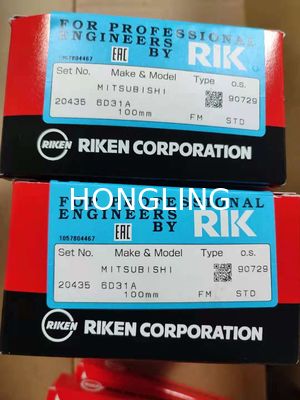 FOR PROFESSIONAL
ENGINEERS
BY RIK
1057804467
EAC
Set No. Make & Model Type o.s.
MITSUBISHI 90729
20435 6D31A
100mm FM STD
RIKEN RIKEN CORPORATION
HONGLING
FOR PROFESSIONAL
ENGINEERS
BY RIK
1057804467
EAC
Set No. Make & Model Type o.s.
MITSUBISHI 90729
20435 6D31A
100mm FM STD
RIKEN RIKEN CORPORATION